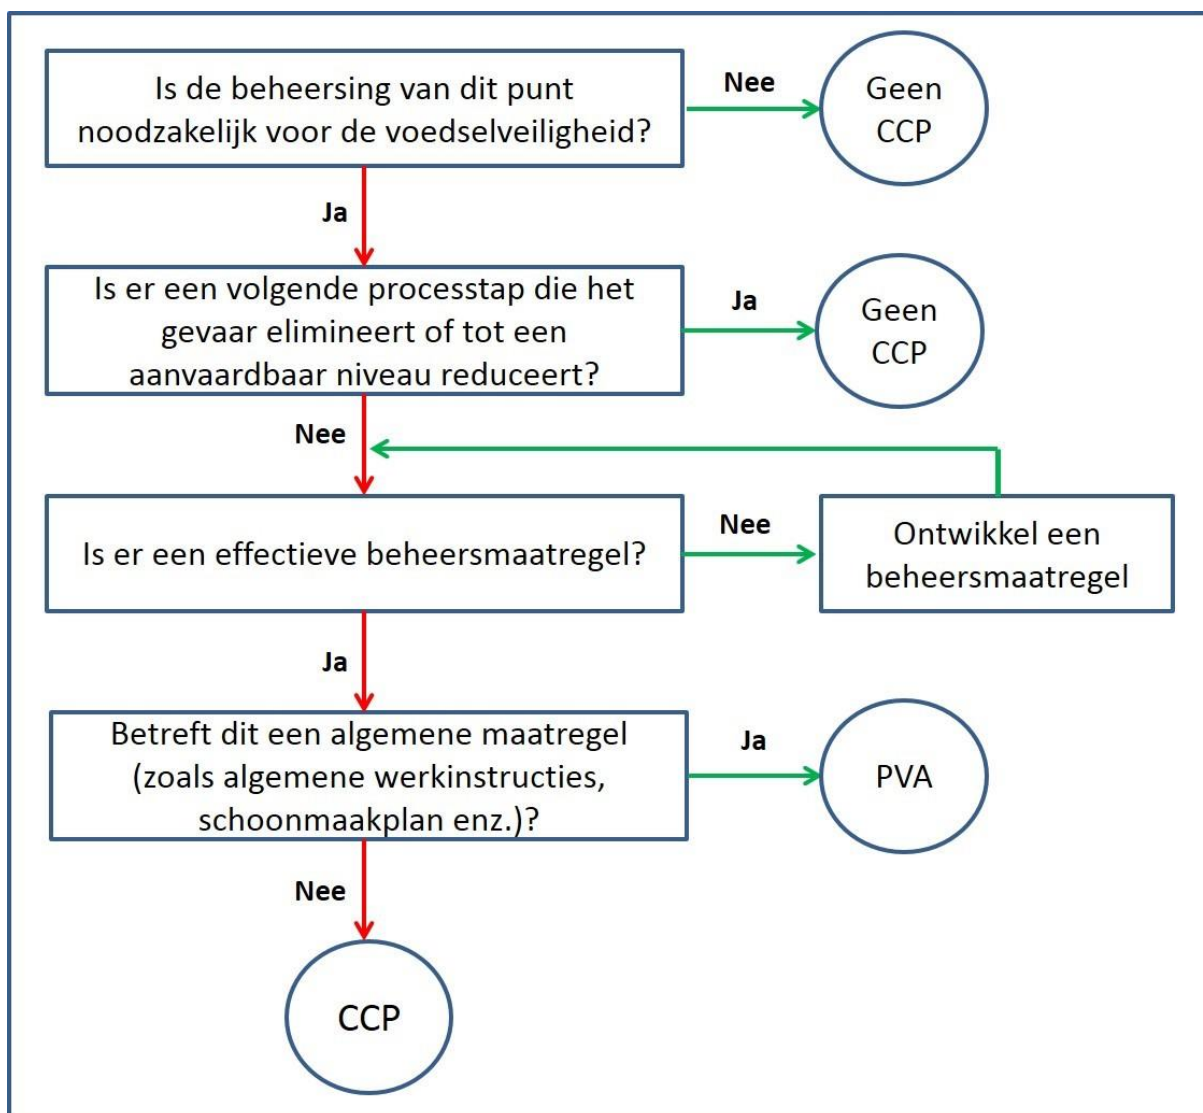 Is de beheersing van dit punt
noodzakelijk voor de voedselveiligheid?
Nee
Geen
CCP
Ja
Is er een volgende processtap die het
gevaar elimineert of tot een
aanvaardbaar niveau reduceert?
Ja
Geen
CCP
Nee
Is er een effectieve beheersmaatregel?
Nee
Ontwikkel een
beheersmaatregel
Ja
Betreft dit een algemene maatregel
(zoals algemene werkinstructies,
schoonmaakplan enz.)?
Ja
PVA
Nee
CCP